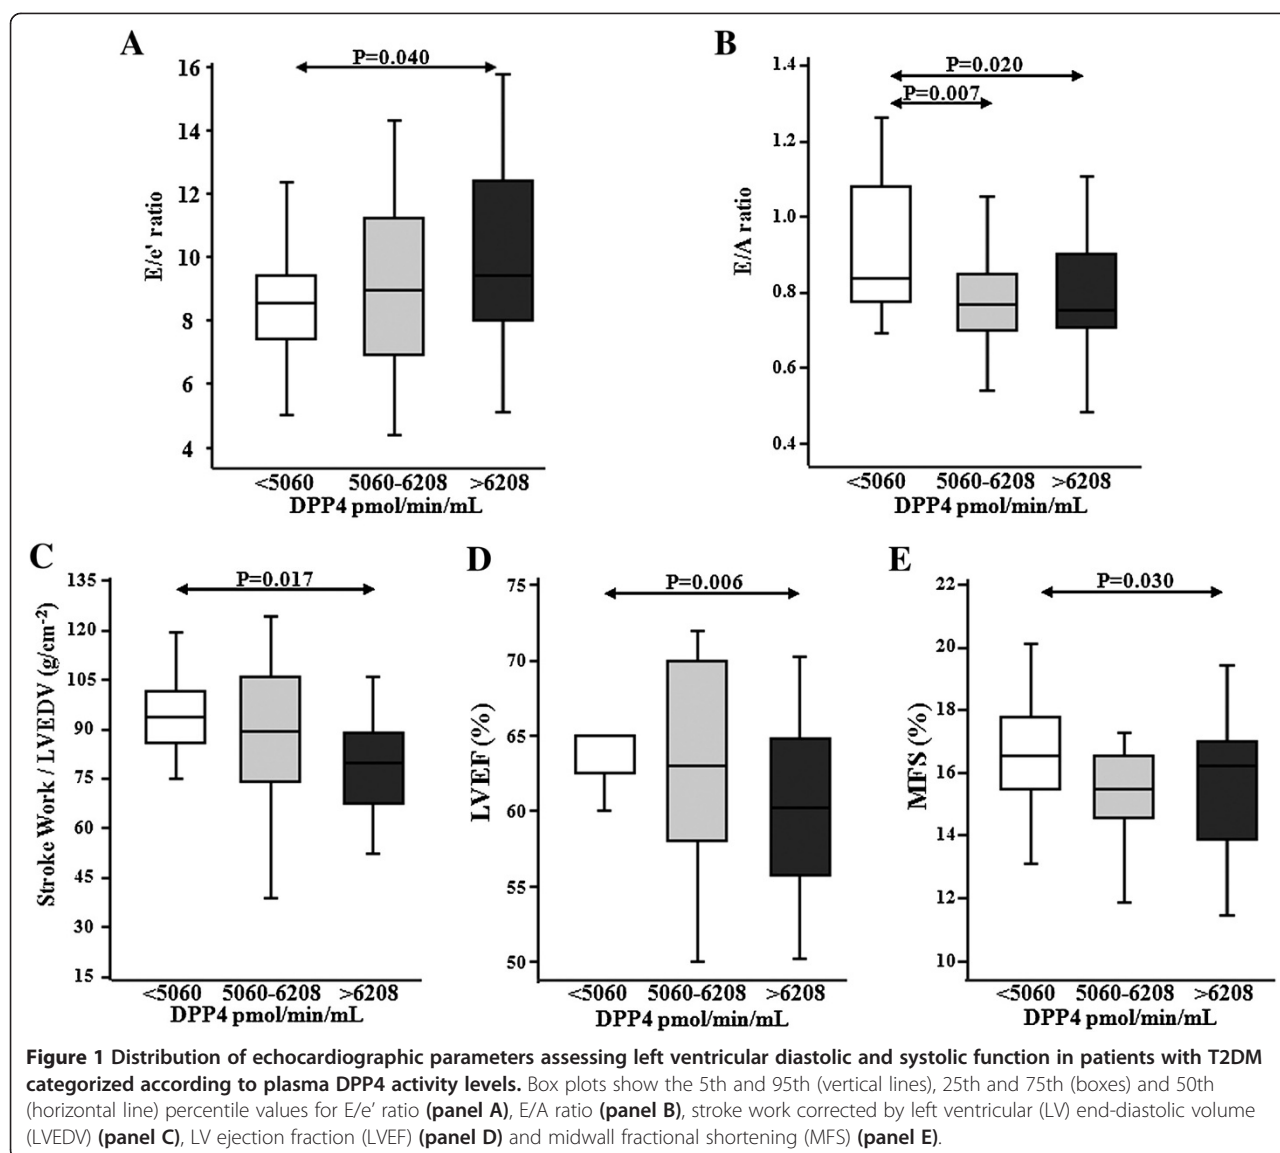 A
P=0.040
16
14
12
10
8
6
4
E/e' ratio
<5060 5060-6208 >6208
DPP4 pmol/min/mL
B
P=0.020
P=0.007
1.4
1.2
1.0
0.8
0.6
0.4
E/A ratio
<5060 5060-6208 >6208
DPP4 pmol/min/mL
C
P=0.017
135
120
105
90
75
60
45
30
15
Stroke Work / LVEDV (g/cm-2)
<5060 5060-6208 >6208
DPP4 pmol/min/mL
D
P=0.006
75
70
65
60
55
50
LVEF (%)
<5060 5060-6208 >6208
DPP4 pmol/min/mL
E
P=0.030
22
20
18
16
14
12
10
MFS (%)
<5060 5060-6208 >6208
DPP4 pmol/min/mL
Figure 1 Distribution of echocardiographic parameters assessing left ventricular diastolic and systolic function in patients with T2DM
categorized according to plasma DPP4 activity levels. Box plots show the 5th and 95th (vertical lines), 25th and 75th (boxes) and 50th
(horizontal line) percentile values for E/e' ratio (panel A), E/A ratio (panel B), stroke work corrected by left ventricular (LV) end-diastolic volume
(LVEDV) (panel C), LV ejection fraction (LVEF) (panel D) and midwall fractional shortening (MFS) (panel E).